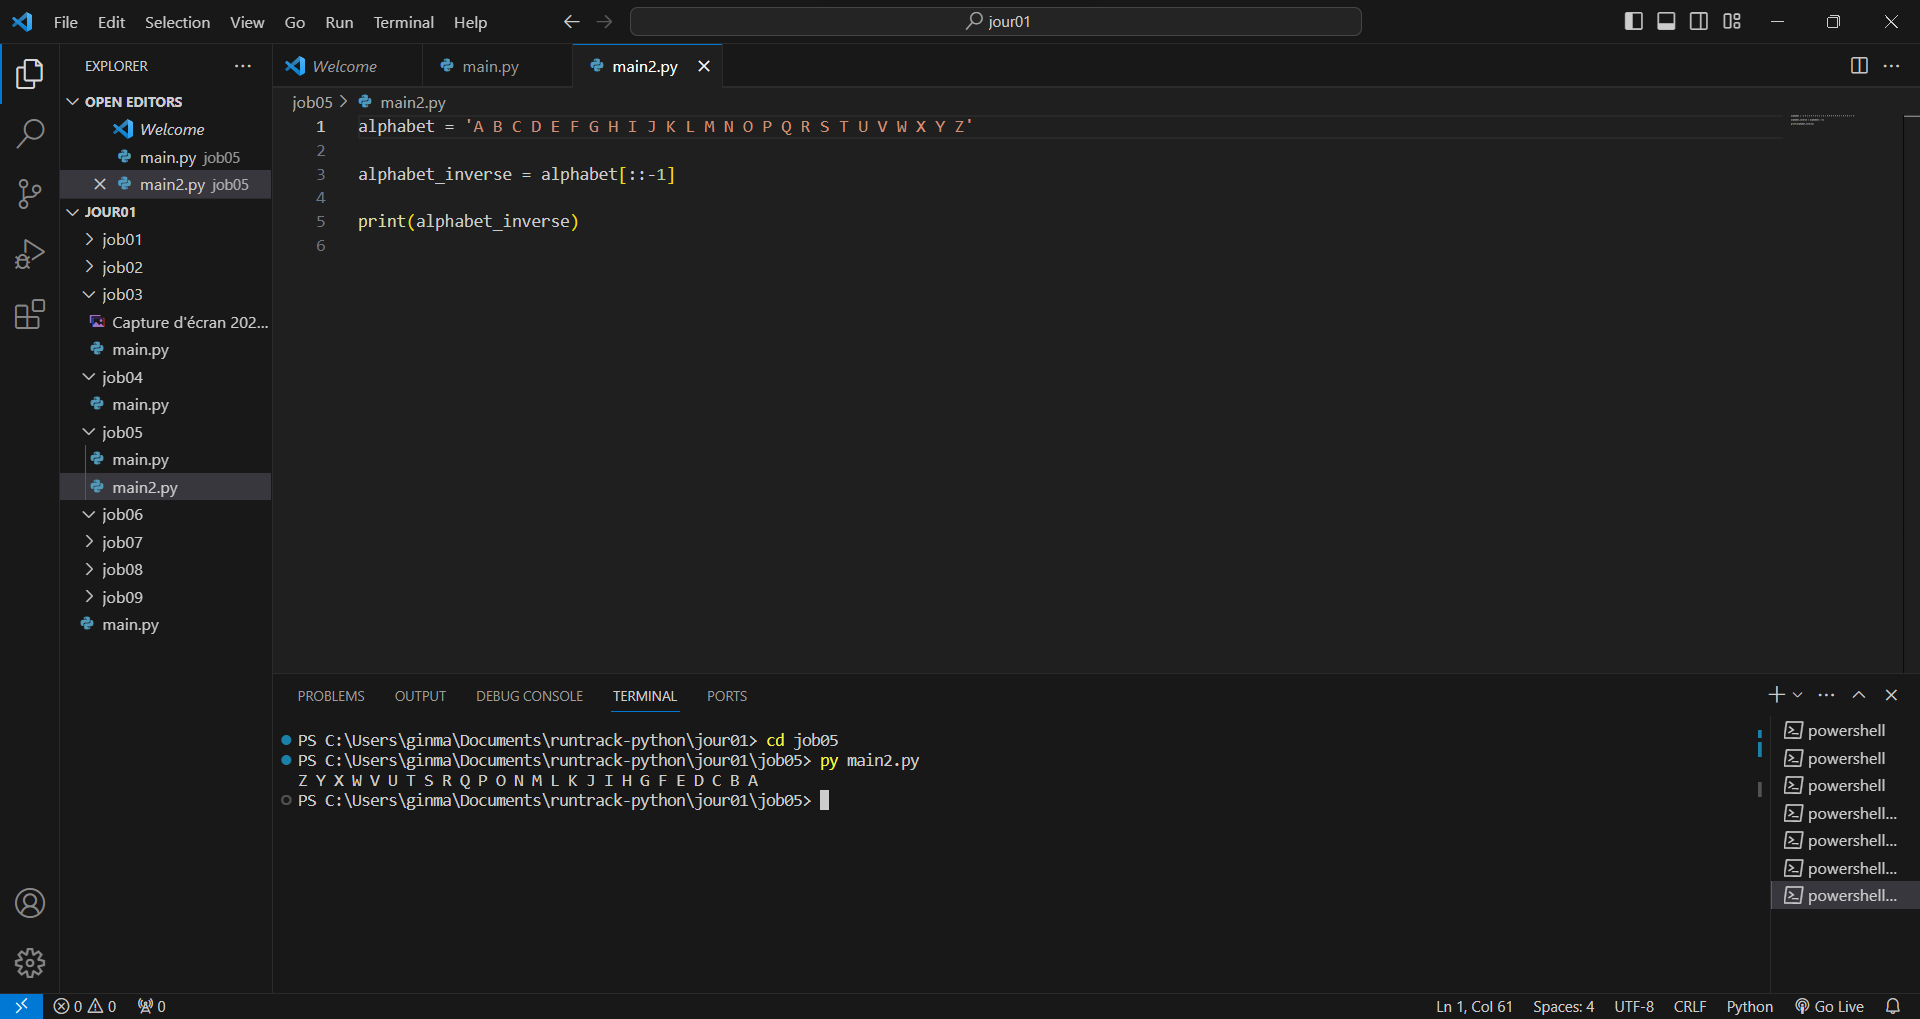 File Edit Selection View Go Run Terminal Help
jour01
EXPLORER
OPEN EDITORS
Welcome
main.py job05
main2.py job05
JOUR01
job01
job02
job03
Capture d'écran 202...
main.py
job04
main.py
job05
main.py
main2.py
job06
job07
job08
job09
main.py
Welcome main.py main2.py
job05 > main2.py
1 alphabet = 'A B C D E F G H I J K L M N O P Q R S T U V W X Y Z'
2
3 alphabet_inverse = alphabet[::-1]
4
5 print(alphabet_inverse)
6
PROBLEMS OUTPUT DEBUG CONSOLE TERMINAL PORTS
PS C:\Users\ginma\Documents\runtrack-python\jour01> cd job05
PS C:\Users\ginma\Documents\runtrack-python\jour01\job05> py main2.py
Z Y X W V U T S R Q P O N M L K J I H G F E D C B A
PS C:\Users\ginma\Documents\runtrack-python\jour01\job05>
powershell
powershell
powershell
powershell...
powershell...
powershell...
powershell...
0 0 0
Ln 1, Col 61 Spaces: 4 UTF-8 CRLF Python Go Live